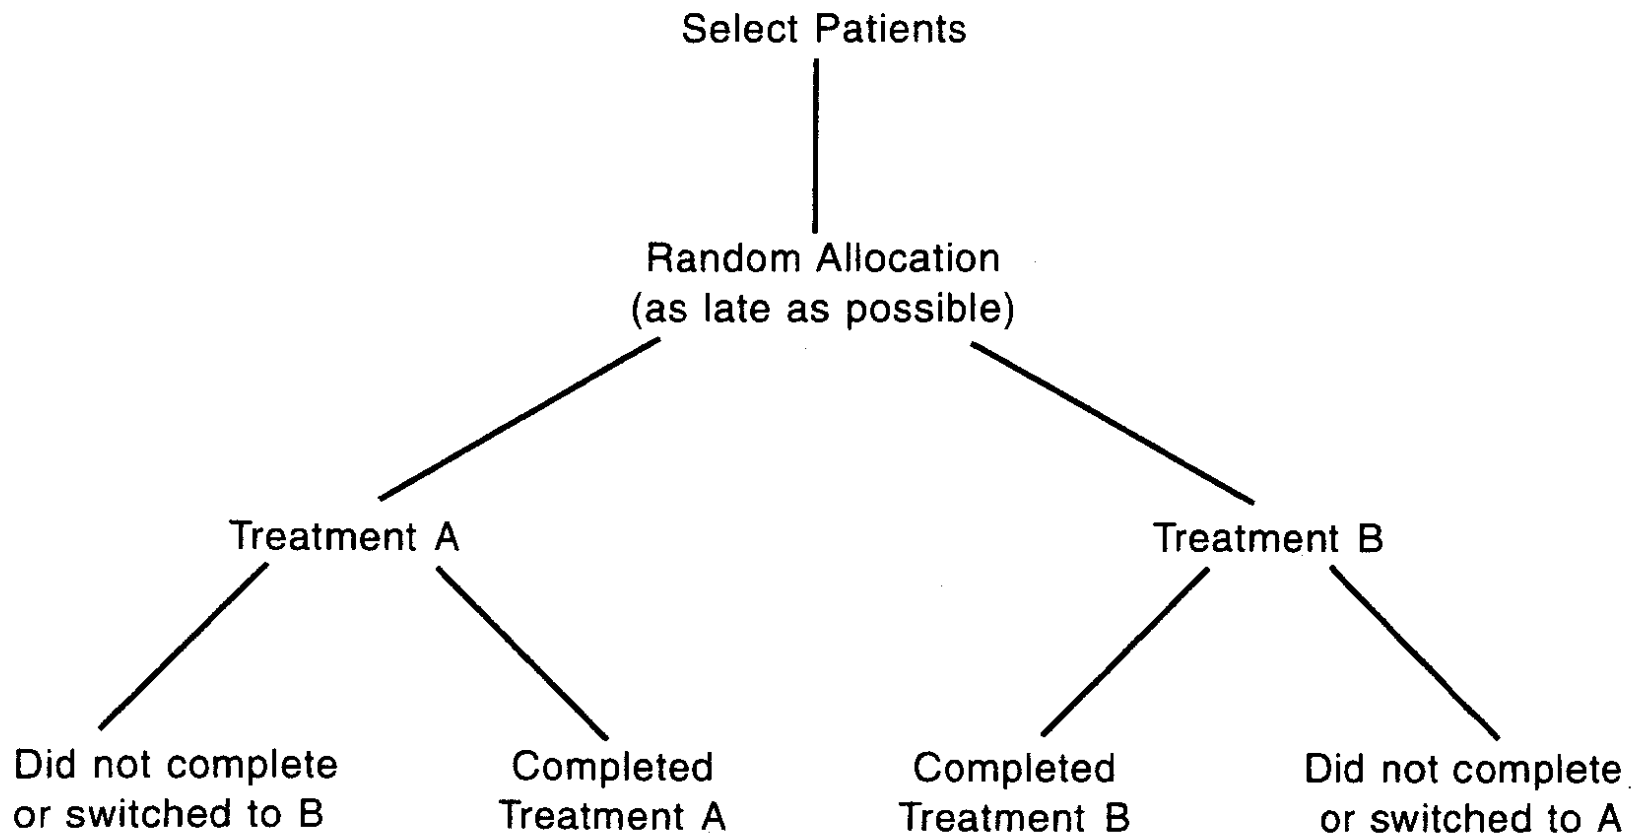 Select Patients
Random Allocation
(as late as possible)
Treatment A
Treatment B
Did not complete
or switched to B
Completed
Treatment A
Completed
Treatment B
Did not complete
or switched to A